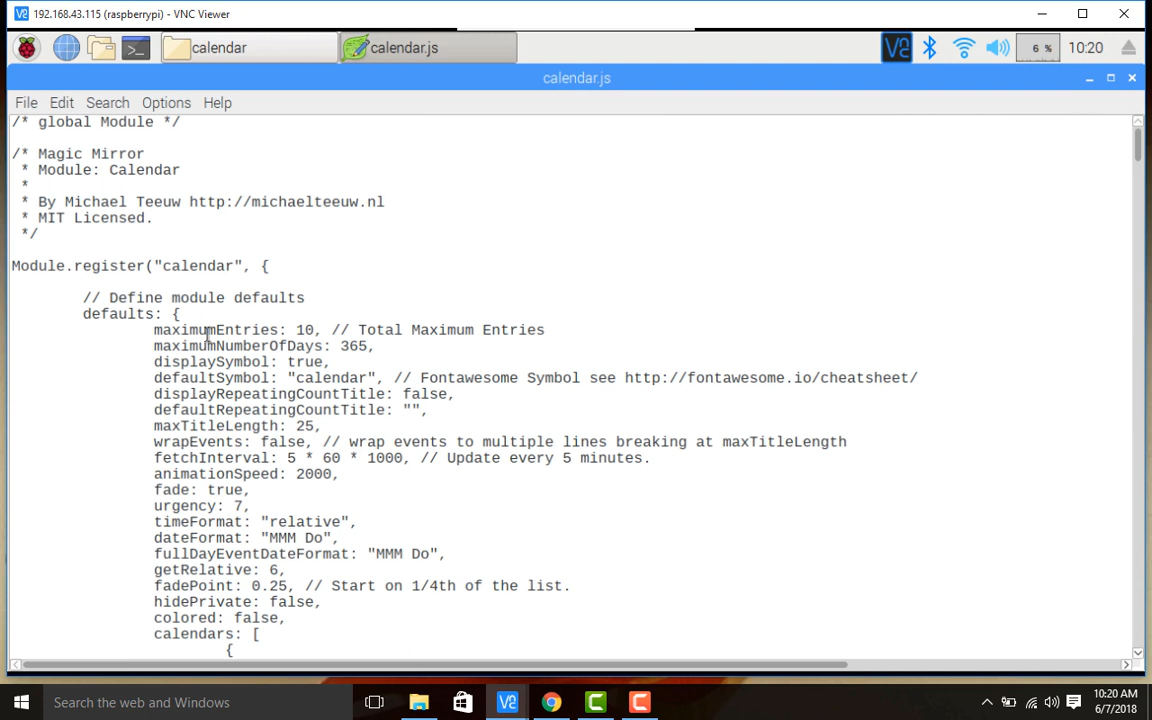 192.168.43.115 (raspberrypi) - VNC Viewer
calendar
calendar.js
6 %
10:20
calendar.js
File Edit Search Options Help
/* global Module */
/* Magic Mirror
 * Module: Calendar
 *
 * By Michael Teeuw http://michaelteeuw.nl
 * MIT Licensed.
 */
Module.register("calendar", {
// Define module defaults
defaults: {
maximumEntries: 10, // Total Maximum Entries
maximumNumberOfDays: 365,
displaySymbol: true,
defaultSymbol: "calendar", // Fontawesome Symbol see http://fontawesome.io/cheatsheet/
displayRepeatingCountTitle: false,
defaultRepeatingCountTitle: "",
maxTitleLength: 25,
wrapEvents: false, // wrap events to multiple lines breaking at maxTitleLength
fetchInterval: 5 * 60 * 1000, // Update every 5 minutes.
animationSpeed: 2000,
fade: true,
urgency: 7,
timeFormat: "relative",
dateFormat: "MMM Do",
fullDayEventDateFormat: "MMM Do",
getRelative: 6,
fadePoint: 0.25, // Start on 1/4th of the list.
hidePrivate: false,
colored: false,
calendars: [
{
Search the web and Windows
10:20 AM
6/7/2018